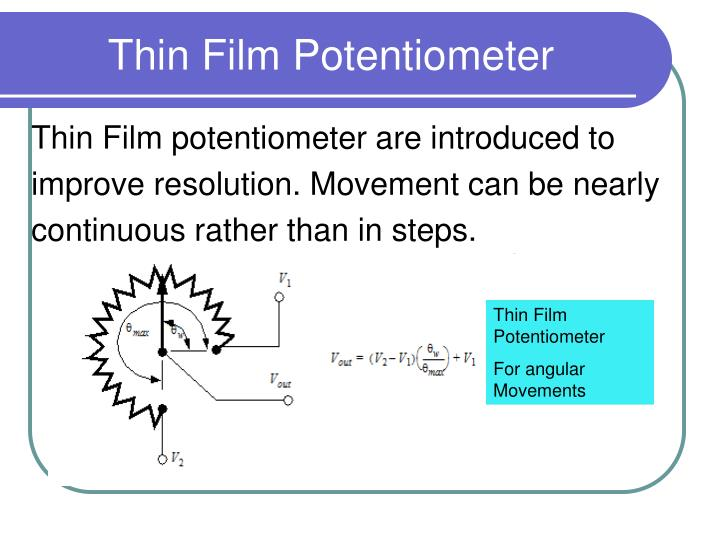 Thin Film Potentiometer
Thin Film potentiometer are introduced to
improve resolution. Movement can be nearly
continuous rather than in steps.
V1
θmax
θw
Vout
V2
Vout = (V2 – V1)(θw/θmax) + V1
Thin Film
Potentiometer
For angular
Movements